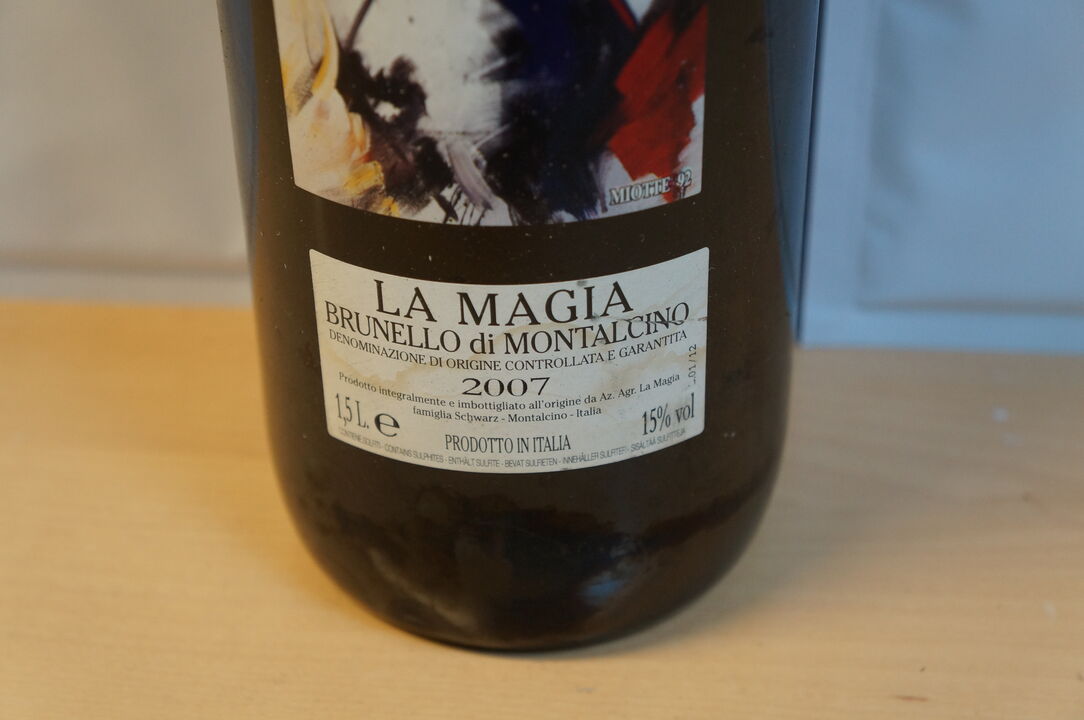 MIOTTE 92
LA MAGIA
BRUNELLO di MONTALCINO
DENOMINAZIONE DI ORIGINE CONTROLLATA E GARANTITA
2007
Prodotto integralmente e imbottigliato all'origine da Az. Agr. La Magia
famiglia Schwarz - Montalcino - Italia
1,5 L. e
15% vol
PRODOTTO IN ITALIA
CONTIENE SOLFITI - CONTAINS SULPHITES - ENTHÄLT SULFITE - BEVAT SULFIETEN - INNEHÅLLER SULFITER - SISÄLTÄÄ SULFIITTEJA
01/12